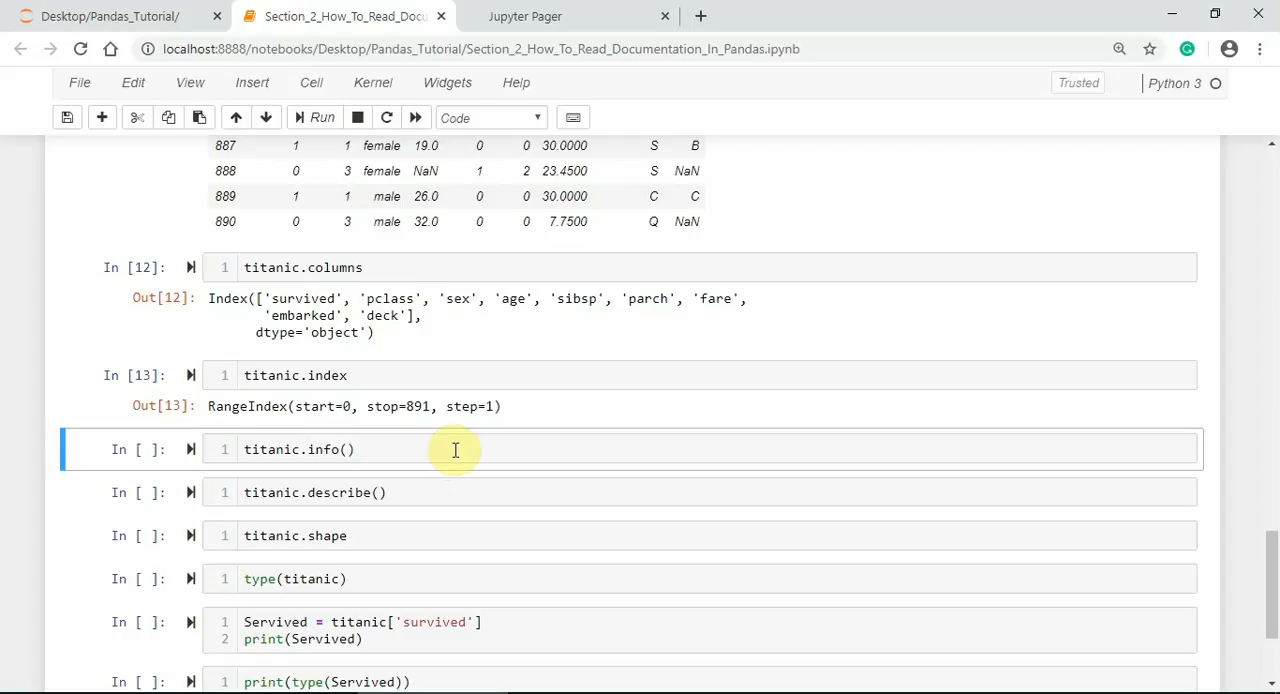 Desktop/Pandas_Tutorial/
Section_2_How_To_Read_Docu
Jupyter Pager
localhost:8888/notebooks/Desktop/Pandas_Tutorial/Section_2_How_To_Read_Documentation_In_Pandas.ipynb
File Edit View Insert Cell Kernel Widgets Help Trusted Python 3
Run Code
887 1 1 female 19.0 0 0 30.0000 S B
888 0 3 female NaN 1 2 23.4500 S NaN
889 1 1 male 26.0 0 0 30.0000 C C
890 0 3 male 32.0 0 0 7.7500 Q NaN
In [12]: 1 titanic.columns
Out[12]: Index(['survived', 'pclass', 'sex', 'age', 'sibsp', 'parch', 'fare',
'embarked', 'deck'],
dtype='object')
In [13]: 1 titanic.index
Out[13]: RangeIndex(start=0, stop=891, step=1)
In [ ]: 1 titanic.info()
In [ ]: 1 titanic.describe()
In [ ]: 1 titanic.shape
In [ ]: 1 type(titanic)
In [ ]: 1 Servived = titanic['survived']
2 print(Servived)
In [ ]: 1 print(type(Servived))